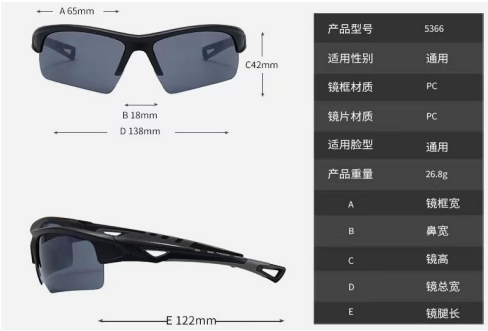 A 65mm
C42mm
B 18mm
D 138mm
E 122mm
产品型号 5366
适用性别 通用
镜框材质 PC
镜片材质 PC
适用脸型 通用
产品重量 26.8g
A 镜框宽
B 鼻宽
C 镜高
D 镜总宽
E 镜腿长